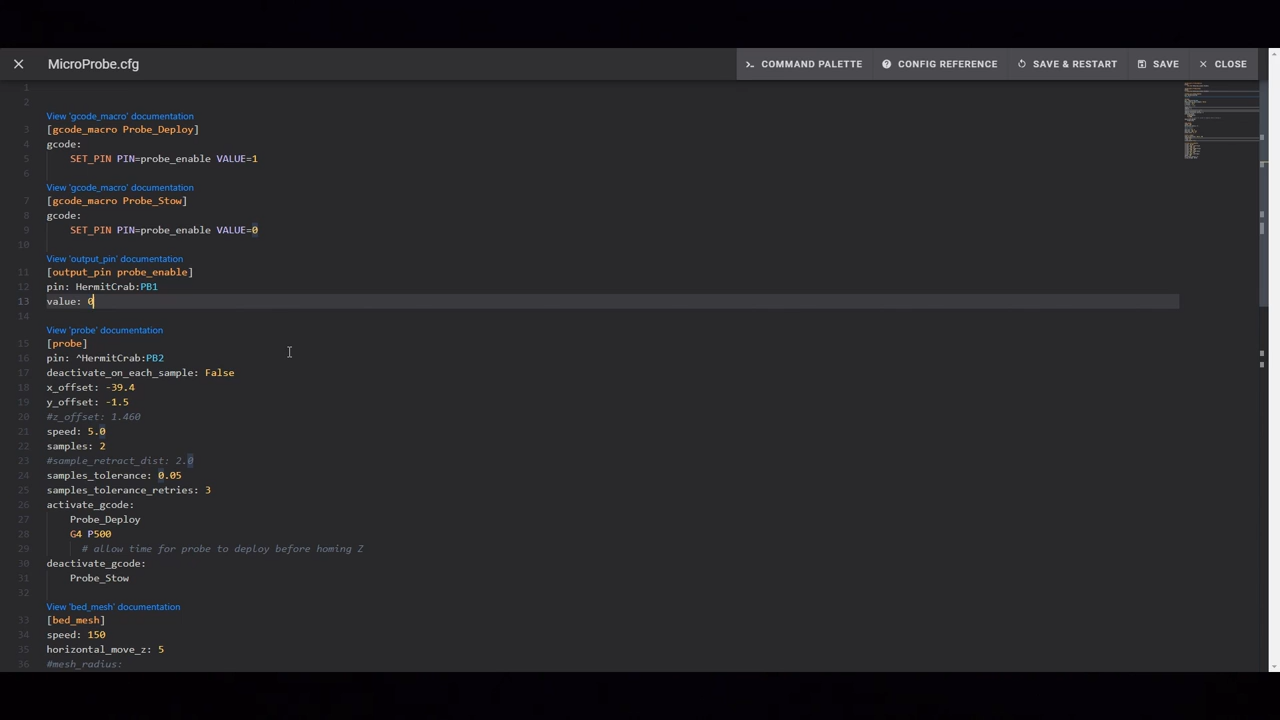 MicroProbe.cfg
COMMAND PALETTE
CONFIG REFERENCE
SAVE & RESTART
SAVE
CLOSE
1
2
View 'gcode_macro' documentation
3 [gcode_macro Probe_Deploy]
4 gcode:
5 SET_PIN PIN=probe_enable VALUE=1
6
View 'gcode_macro' documentation
7 [gcode_macro Probe_Stow]
8 gcode:
9 SET_PIN PIN=probe_enable VALUE=0
10
View 'output_pin' documentation
11 [output_pin probe_enable]
12 pin: HermitCrab:PB1
13 value: 0
14
View 'probe' documentation
15 [probe]
16 pin: ^HermitCrab:PB2
17 deactivate_on_each_sample: False
18 x_offset: -39.4
19 y_offset: -1.5
20 #z_offset: 1.460
21 speed: 5.0
22 samples: 2
23 #sample_retract_dist: 2.0
24 samples_tolerance: 0.05
25 samples_tolerance_retries: 3
26 activate_gcode:
27 Probe_Deploy
28 G4 P500
29 # allow time for probe to deploy before homing Z
30 deactivate_gcode:
31 Probe_Stow
32
View 'bed_mesh' documentation
33 [bed_mesh]
34 speed: 150
35 horizontal_move_z: 5
36 #mesh_radius: